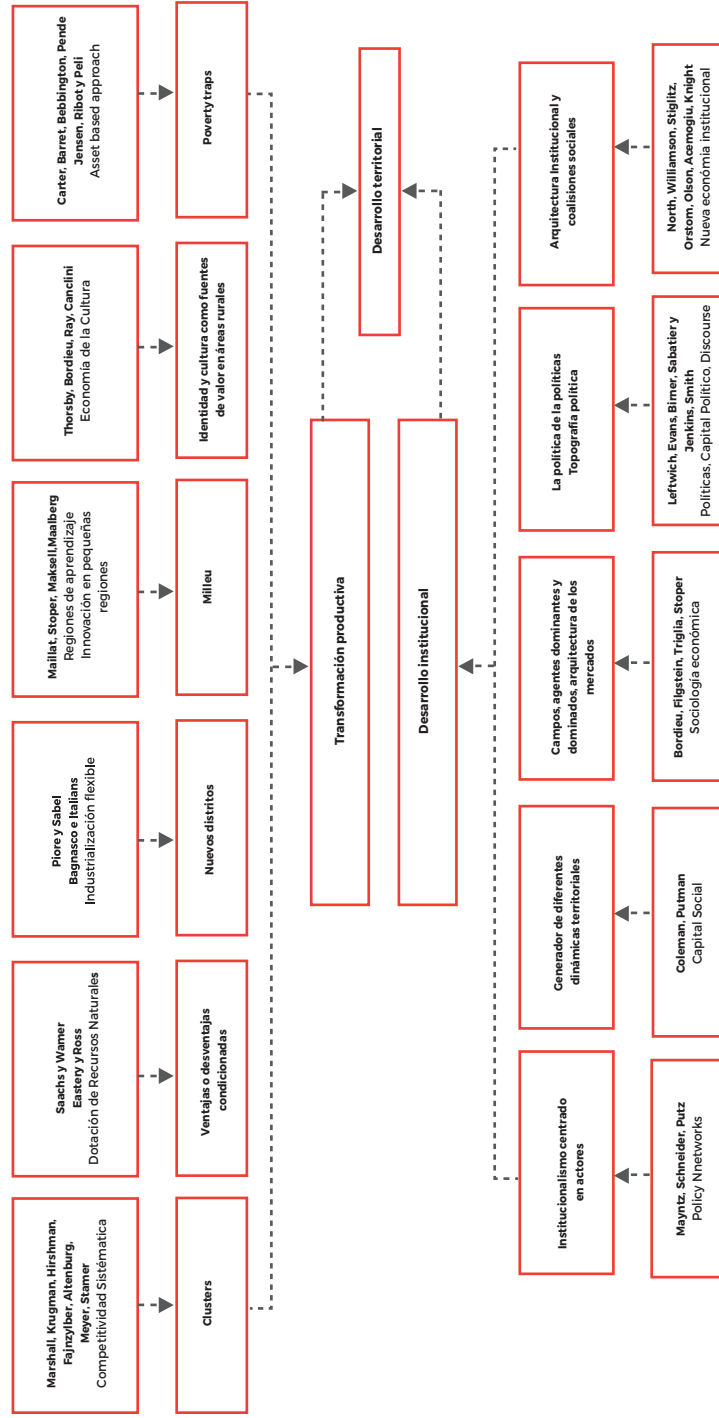 Marshall, Krugman, Hirshman,
Fajnzylber, Altenburg,
Meyer, Stamer
Competitividad Sistématica
Saachs y Warner
Eastery y Ross
Dotación de Recursos Naturales
Piore y Sabel
Bagnasco e Italians
Industrialización flexible
Maillat, Stoper, Maksell,Maalberg
Regiones de aprendizaje
Innovación en pequeñas
regiones
Thorsby, Bordieu, Ray, Canclini
Economía de la Cultura
Carter, Barret, Bebbington, Pende
Jensen, Ribot y Peli
Asset based approach
Clusters
Ventajas o desventajas
condicionadas
Nuevos distritos
Milleu
Identidad y cultura como fuentes
de valor en áreas rurales
Poverty traps
Transformación productiva
Desarrollo territorial
Desarrollo institucional
Institucionalismo centrado
en actores
Generador de diferentes
dinámicas territoriales
Campos, agentes dominantes y
dominados, arquitectura de los
mercados
La política de la políticas
Topografía política
Arquitectura Institucional y
coalisiones sociales
Mayntz, Schneider, Putz
Policy Nnetworks
Coleman, Putman
Capital Social
Bordieu, Filgstein, Triglia, Stoper
Sociología económica
Leftwich, Evans, Birner, Sabatier y
Jenkins, Smith
Políticas, Capital Político, Discourse
North, Williamson, Stiglitz,
Orstom, Olson, Acemogiu, Knight
Nueva económia institucional